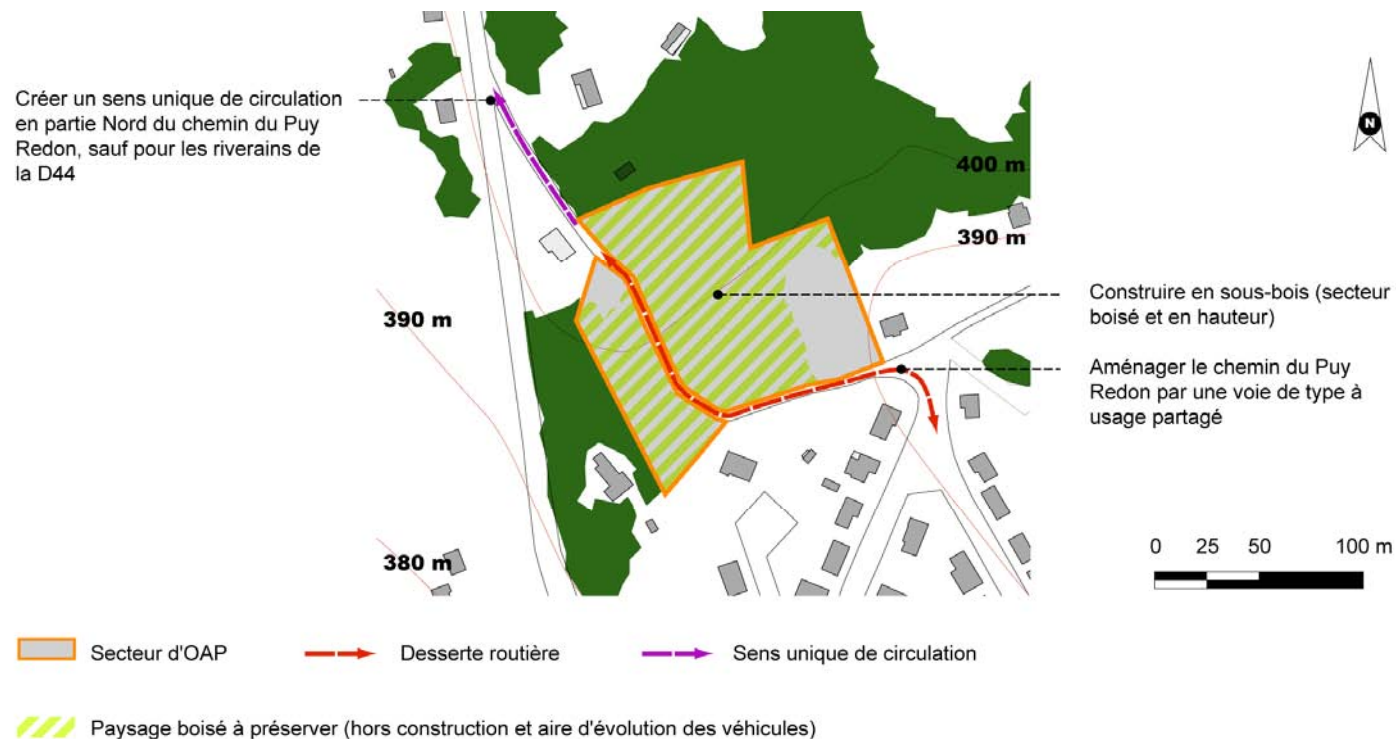 Créer un sens unique de circulation
en partie Nord du chemin du Puy
Redon, sauf pour les riverains de
la D44
N
400 m
390 m
390 m
380 m
Construire en sous-bois (secteur
boisé et en hauteur)
Aménager le chemin du Puy
Redon par une voie de type à
usage partagé
0 25 50 100 m
Secteur d'OAP
Desserte routière
Sens unique de circulation
Paysage boisé à préserver (hors construction et aire d'évolution des véhicules)